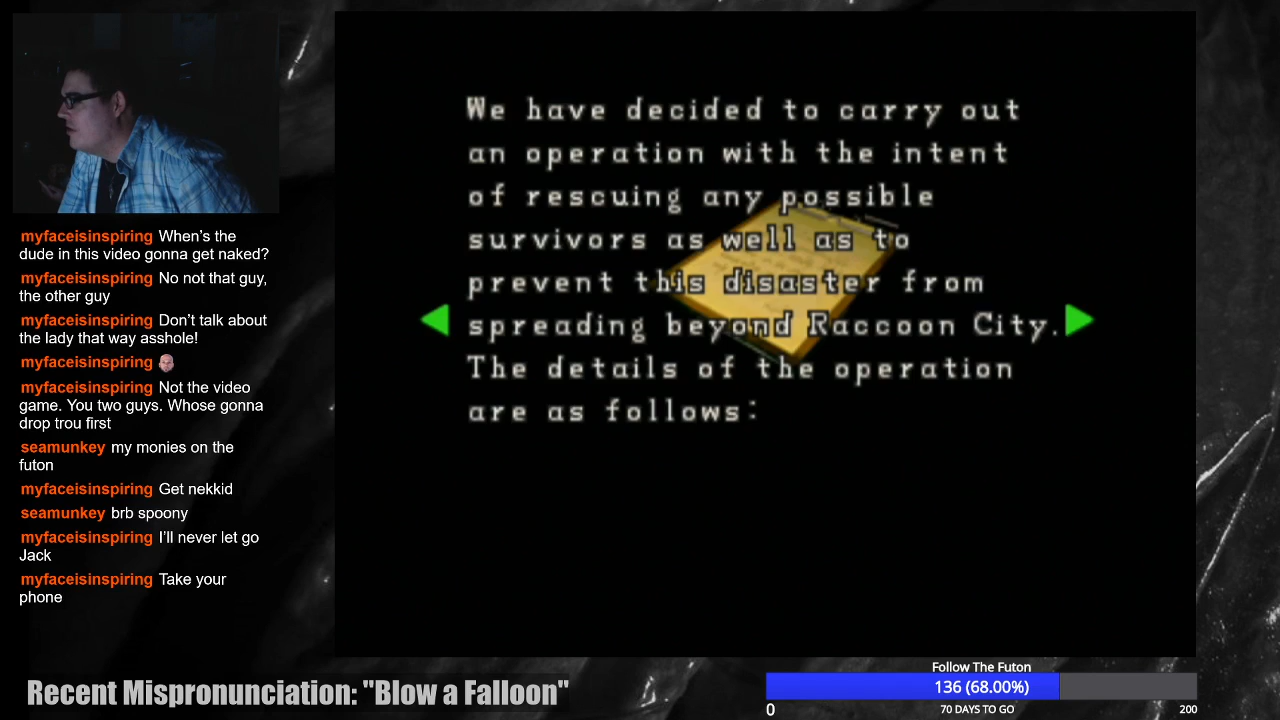 We have decided to carry out
an operation with the intent
of rescuing any possible
survivors as well as to
prevent this disaster from
spreading beyond Raccoon City.
The details of the operation
are as follows:
myfaceisinspiring When's the
dude in this video gonna get naked?
myfaceisinspiring No not that guy,
the other guy
myfaceisinspiring Don't talk about
the lady that way asshole!
myfaceisinspiring
myfaceisinspiring Not the video
game. You two guys. Whose gonna
drop trou first
seamunkey my monies on the
futon
myfaceisinspiring Get nekkid
seamunkey brb spoony
myfaceisinspiring I'll never let go
Jack
myfaceisinspiring Take your
phone
Recent Mispronunciation: "Blow a Falloon"
Follow The Futon
136 (68.00%)
0 70 DAYS TO GO 200